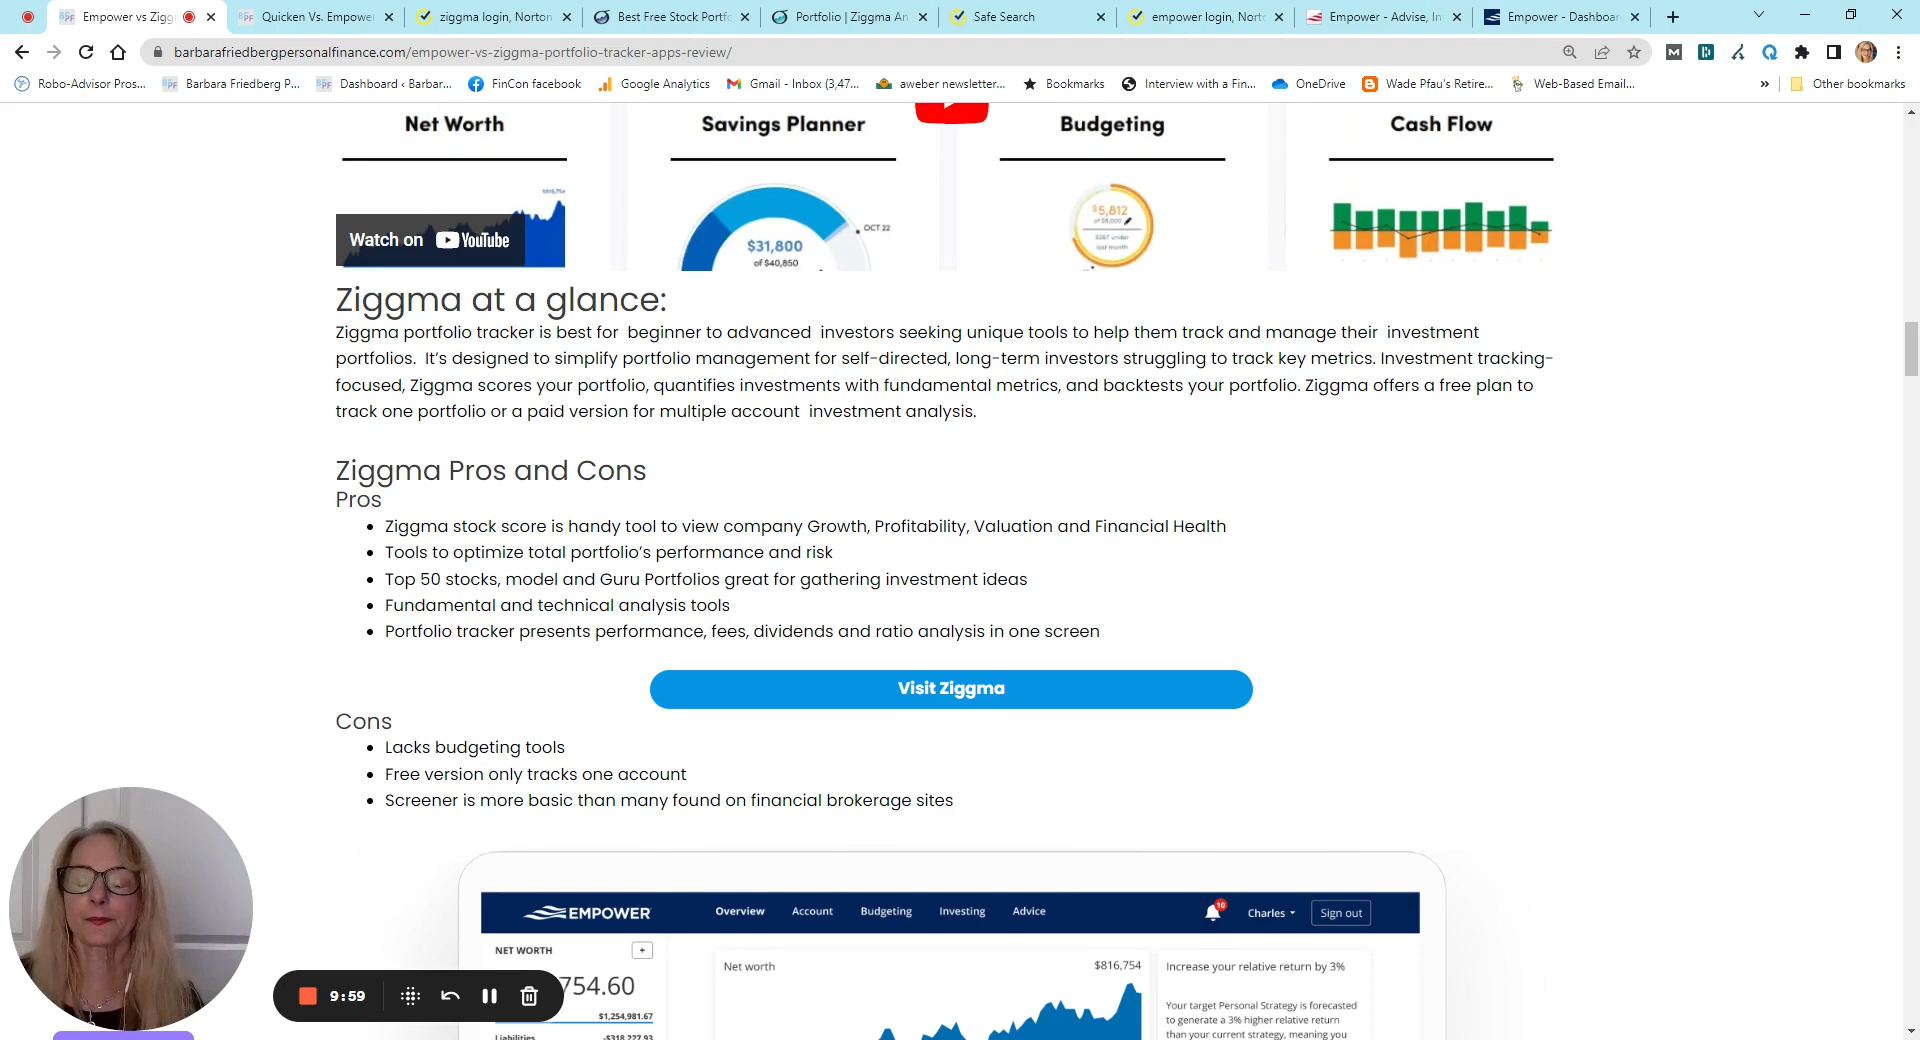 Empower vs Zigg
Quicken Vs. Empower
ziggma login, Norton
Best Free Stock Portfo
Portfolio | Ziggma An
Safe Search
empower login, Nort
Empower - Advise, In
Empower - Dashboar
barbarafriedbergpersonalfinance.com/empower-vs-ziggma-portfolio-tracker-apps-review/
Robo-Advisor Pros...
Barbara Friedberg P...
Dashboard ‹ Barbar...
FinCon facebook
Google Analytics
Gmail - Inbox (3,47...
aweber newsletter...
Bookmarks
Interview with a Fin...
OneDrive
Wade Pfau's Retire...
Web-Based Email...
»
Other bookmarks
Net Worth
Savings Planner
Budgeting
Cash Flow
$816,754
Watch on YouTube
$31,800
of $40,850
OCT 22
$5,812
of $6,000
$267 under
last month
Ziggma at a glance:
Ziggma portfolio tracker is best for beginner to advanced investors seeking unique tools to help them track and manage their investment
portfolios. It's designed to simplify portfolio management for self-directed, long-term investors struggling to track key metrics. Investment tracking-
focused, Ziggma scores your portfolio, quantifies investments with fundamental metrics, and backtests your portfolio. Ziggma offers a free plan to
track one portfolio or a paid version for multiple account investment analysis.
Ziggma Pros and Cons
Pros
• Ziggma stock score is handy tool to view company Growth, Profitability, Valuation and Financial Health
• Tools to optimize total portfolio's performance and risk
• Top 50 stocks, model and Guru Portfolios great for gathering investment ideas
• Fundamental and technical analysis tools
• Portfolio tracker presents performance, fees, dividends and ratio analysis in one screen
Visit Ziggma
Cons
• Lacks budgeting tools
• Free version only tracks one account
• Screener is more basic than many found on financial brokerage sites
EMPOWER
Overview
Account
Budgeting
Investing
Advice
10
Charles
Sign out
NET WORTH
+
754.60
$1,254,981.67
Liabilities
-$318,227.93
Net worth
$816,754
Increase your relative return by 3%
Your target Personal Strategy is forecasted
to generate a 3% higher relative return
than your current strategy, meaning you
9:59